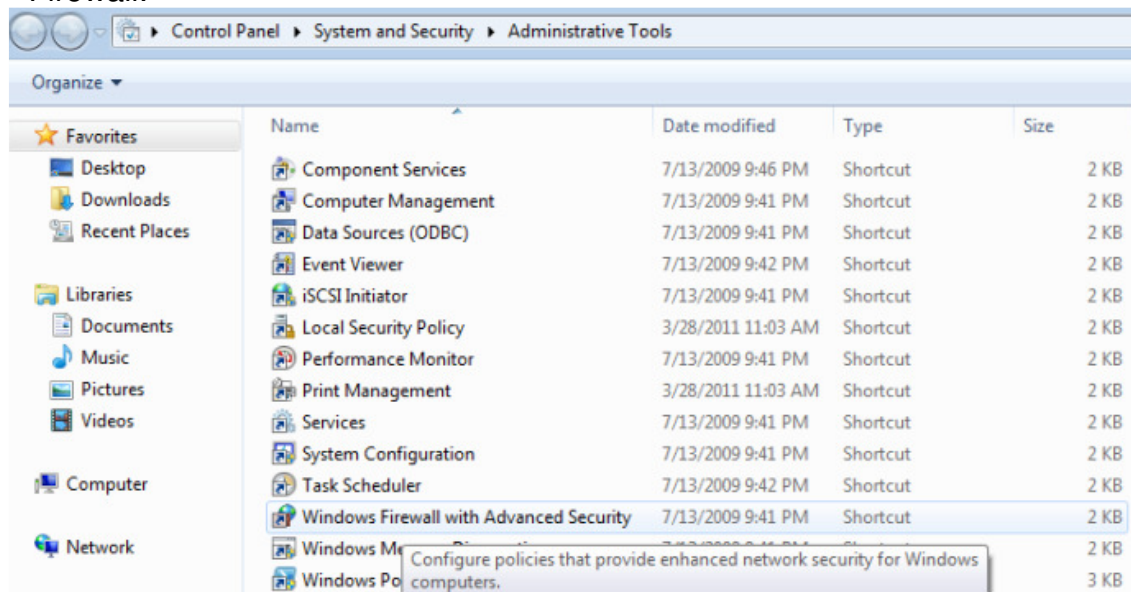 Firewall.
Control Panel ▸ System and Security ▸ Administrative Tools
Organize
Name Date modified Type Size
Favorites
Desktop
Downloads
Recent Places
Libraries
Documents
Music
Pictures
Videos
Computer
Network
Component Services 7/13/2009 9:46 PM Shortcut 2 KB
Computer Management 7/13/2009 9:41 PM Shortcut 2 KB
Data Sources (ODBC) 7/13/2009 9:41 PM Shortcut 2 KB
Event Viewer 7/13/2009 9:42 PM Shortcut 2 KB
iSCSI Initiator 7/13/2009 9:41 PM Shortcut 2 KB
Local Security Policy 3/28/2011 11:03 AM Shortcut 2 KB
Performance Monitor 7/13/2009 9:41 PM Shortcut 2 KB
Print Management 3/28/2011 11:03 AM Shortcut 2 KB
Services 7/13/2009 9:41 PM Shortcut 2 KB
System Configuration 7/13/2009 9:41 PM Shortcut 2 KB
Task Scheduler 7/13/2009 9:42 PM Shortcut 2 KB
Windows Firewall with Advanced Security 7/13/2009 9:41 PM Shortcut 2 KB
Windows 2 KB
Windows Po 3 KB
Configure policies that provide enhanced network security for Windows
computers.